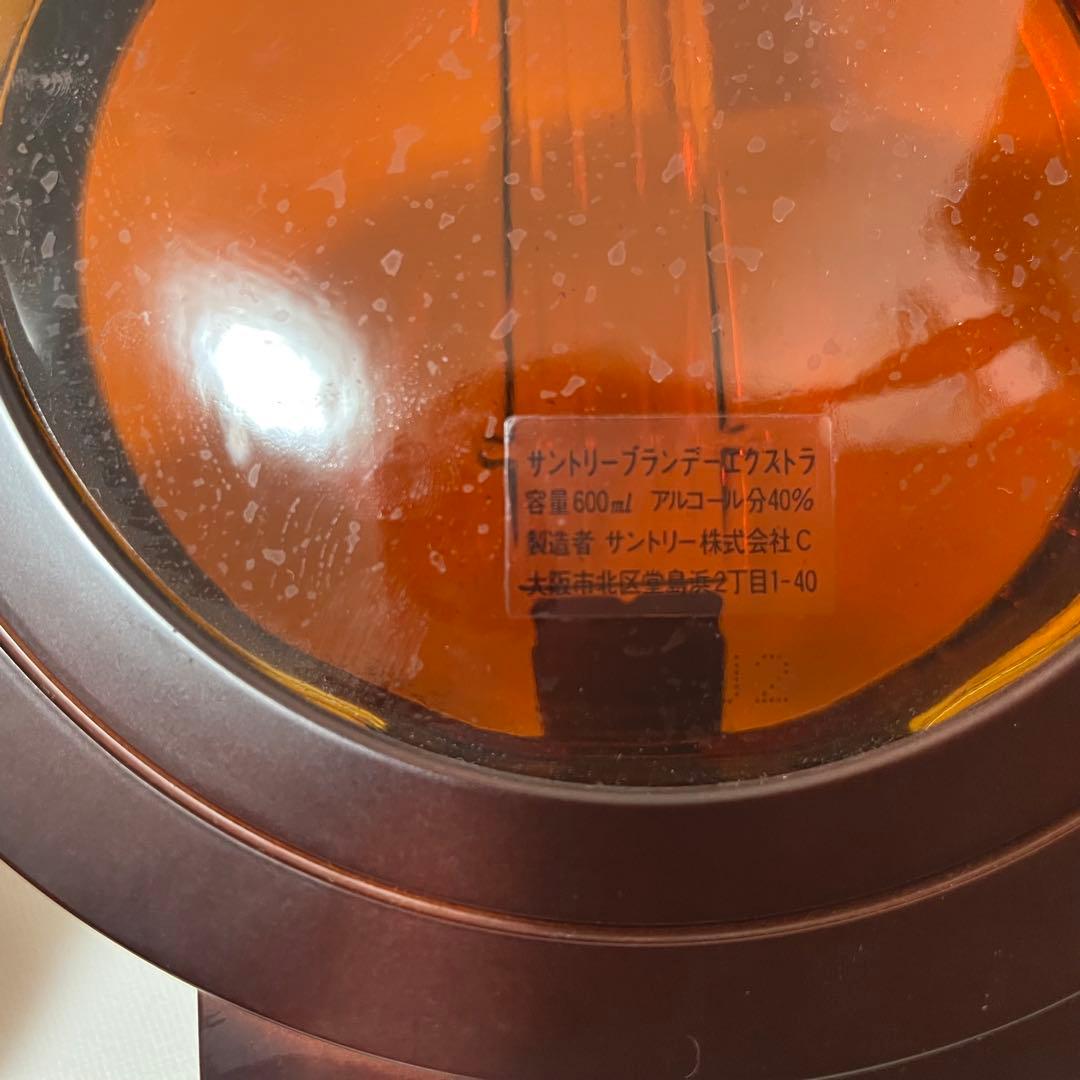 サントリーブランデーエクストラ
容量600ml アルコール分40%
製造者 サントリー株式会社C
大阪市北区堂島浜2丁目1-40